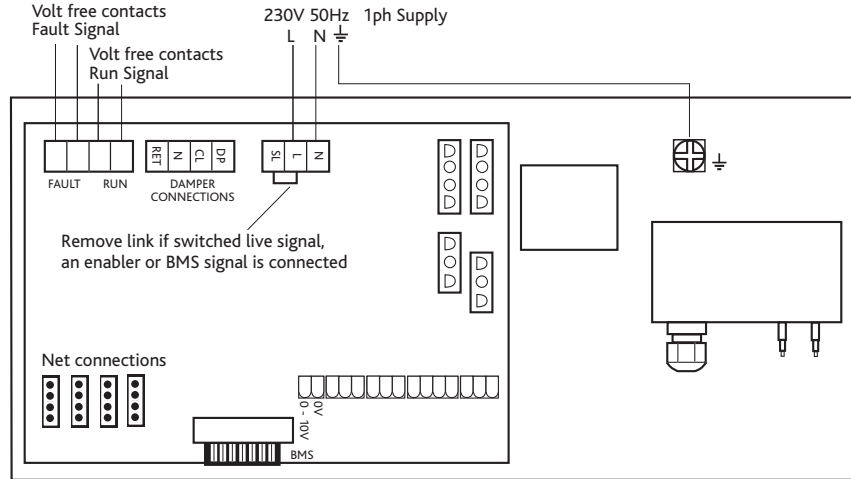 Volt free contacts
Fault Signal
230V 50Hz 1ph Supply
L N
Volt free contacts
Run Signal
RET N CL DP
SL L N
FAULT RUN
DAMPER
CONNECTIONS
Remove link if switched live signal,
an enabler or BMS signal is connected
Net connections
0V
0 - 10V
BMS